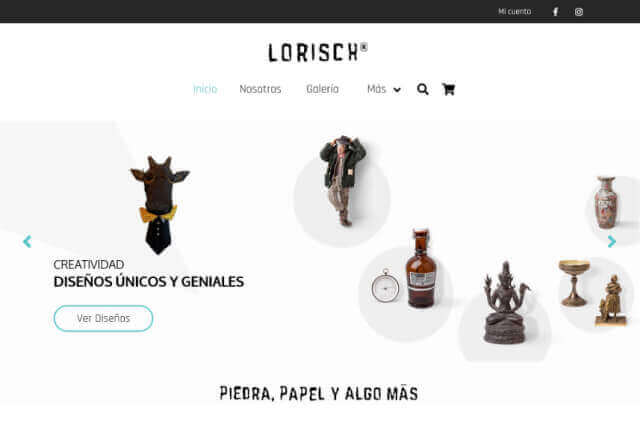 Mi cuenta
LORISCH®
Inicio Nosotros Galería Más
CREATIVIDAD
DISEÑOS ÚNICOS Y GENIALES
Ver Diseños
PIEDRA, PAPEL Y ALGO MÁS